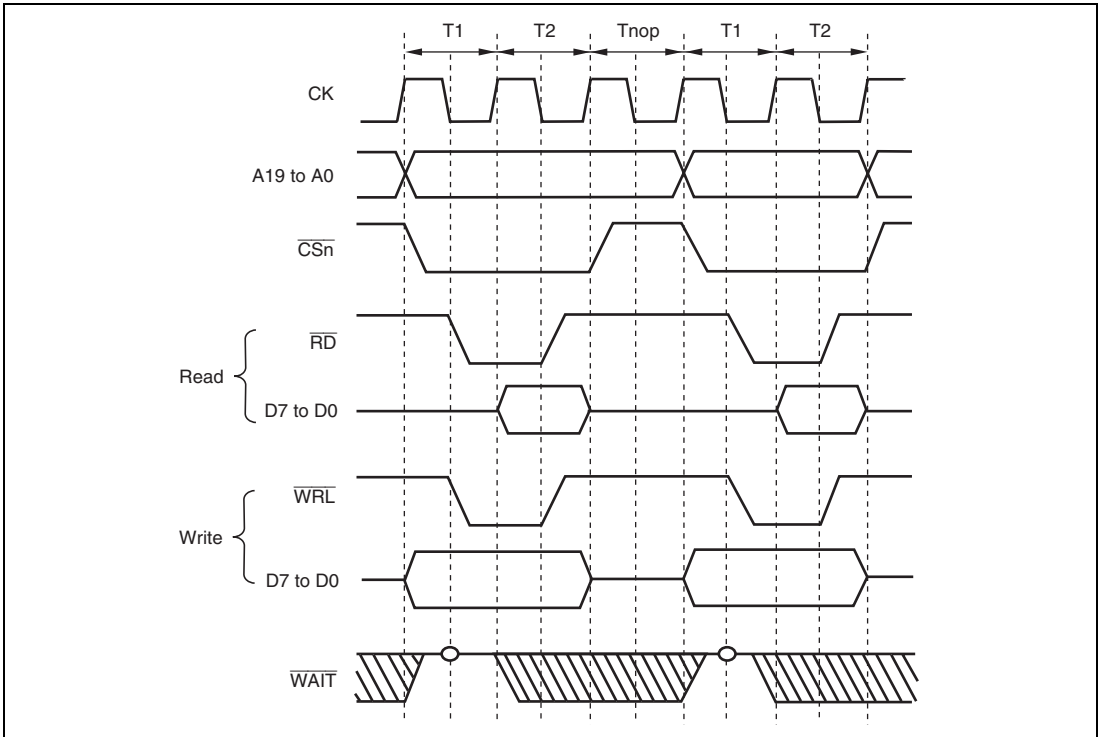 T1 T2 Tnop T1 T2
CK
A19 to A0
CSn
RD
Read
D7 to D0
WRL
Write
D7 to D0
WAIT